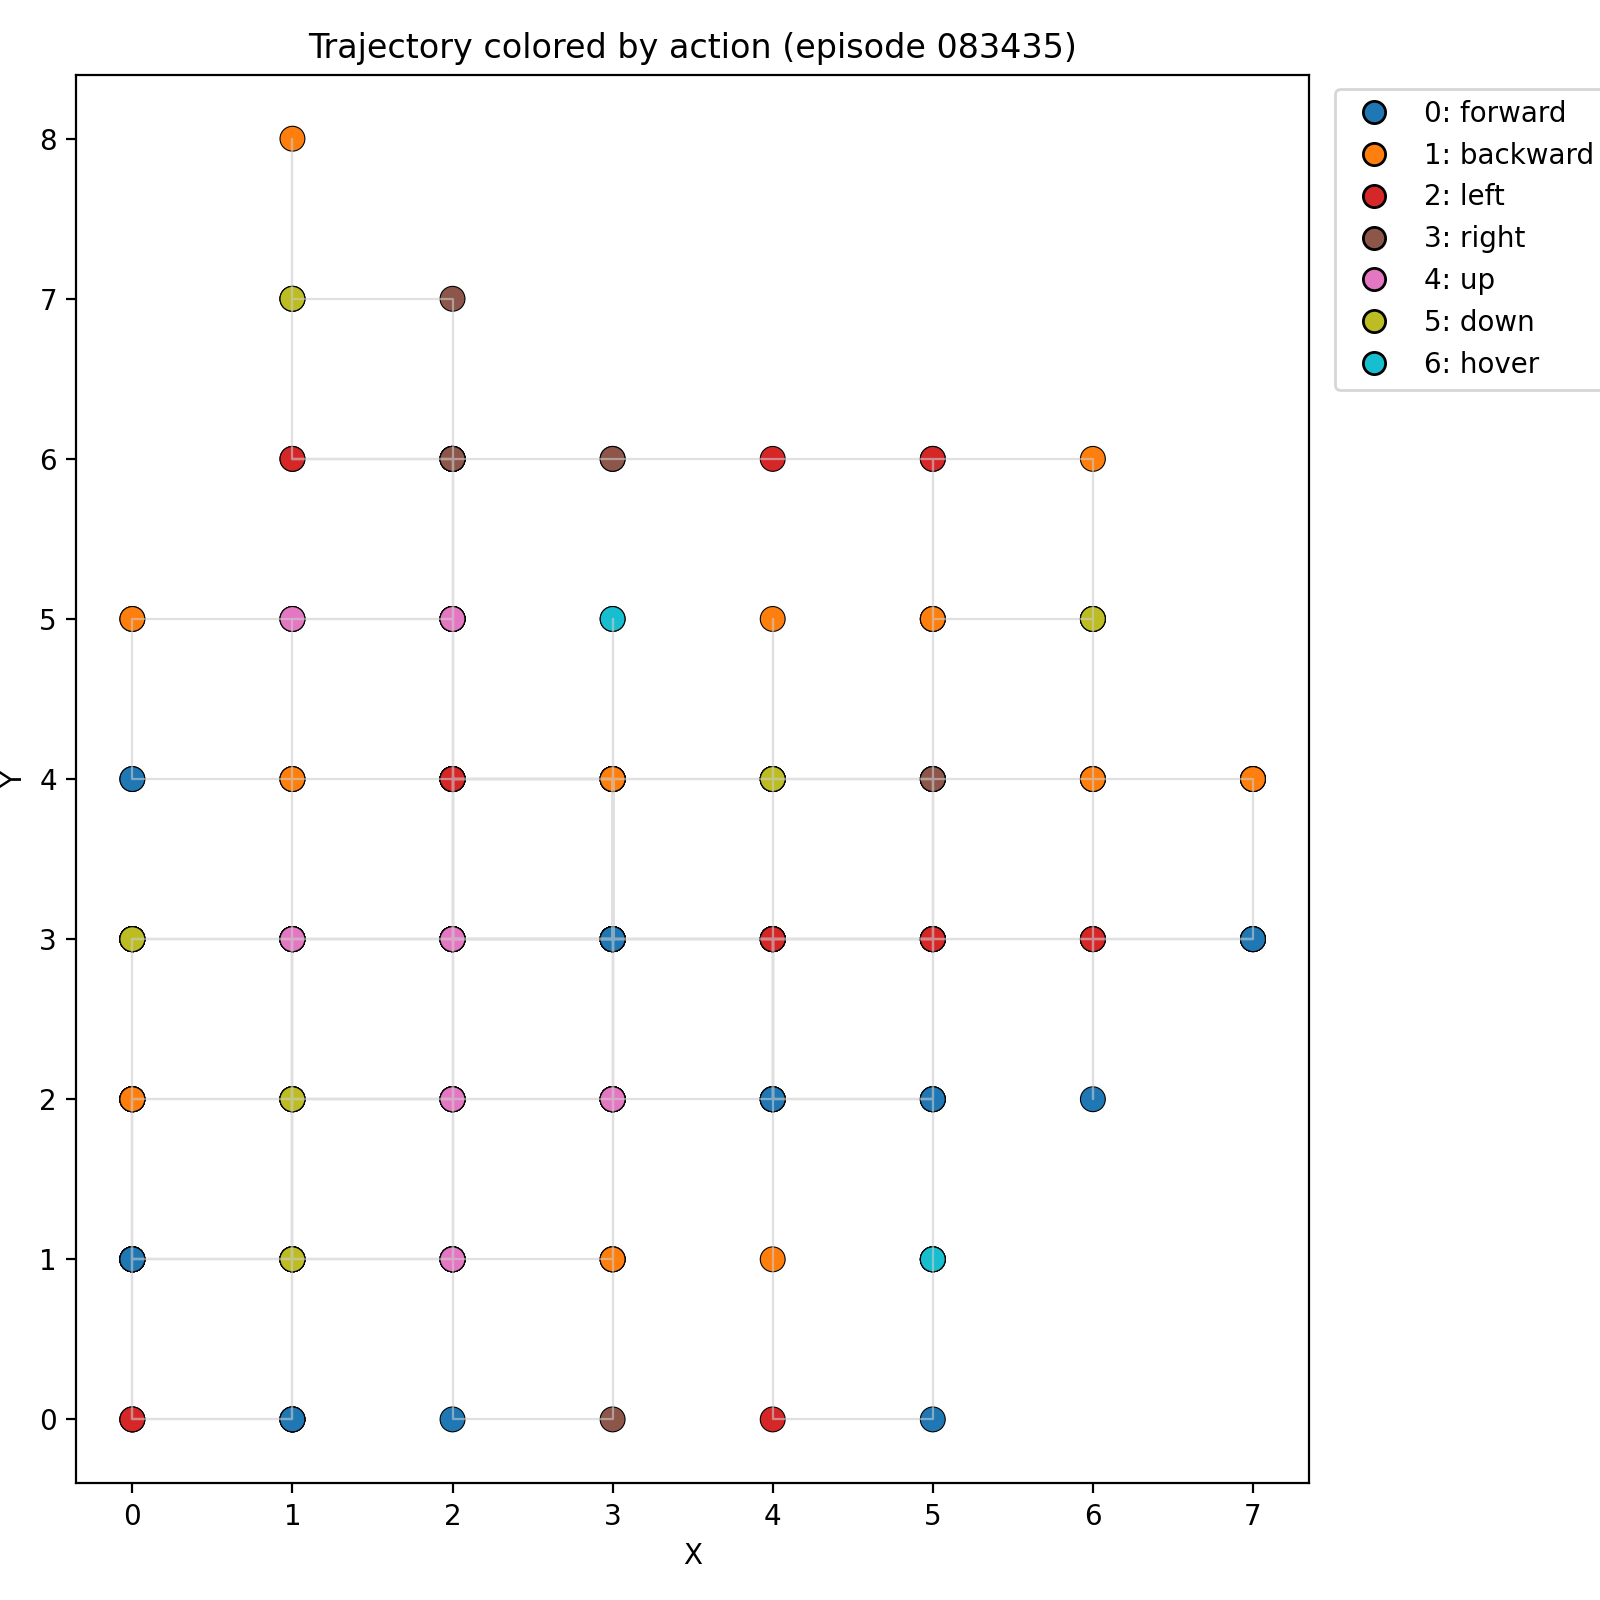 Trajectory colored by action (episode 083435)
0: forward
1: backward
2: left
3: right
4: up
5: down
6: hover
8
7
6
5
4
3
2
1
0
Y
0 1 2 3 4 5 6 7
X